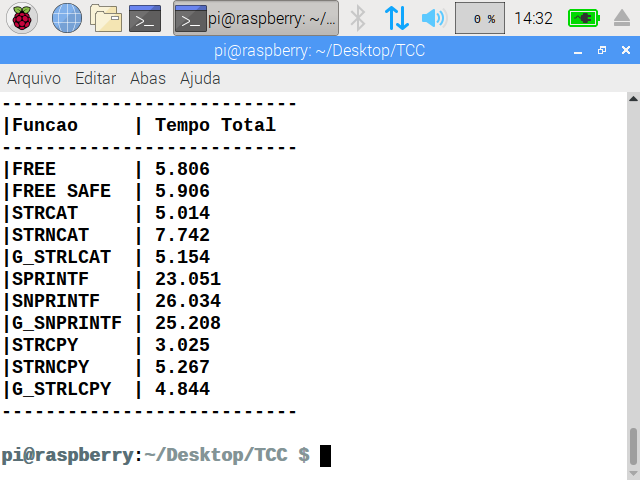 pi@raspberry: ~/... 0 % 14:32
pi@raspberry: ~/Desktop/TCC
Arquivo Editar Abas Ajuda
---------------------------
|Funcao     | Tempo Total
---------------------------
|FREE       | 5.806
|FREE SAFE  | 5.906
|STRCAT     | 5.014
|STRNCAT    | 7.742
|G_STRLCAT  | 5.154
|SPRINTF    | 23.051
|SNPRINTF   | 26.034
|G_SNPRINTF | 25.208
|STRCPY     | 3.025
|STRNCPY    | 5.267
|G_STRLCPY  | 4.844
---------------------------
pi@raspberry:~/Desktop/TCC $